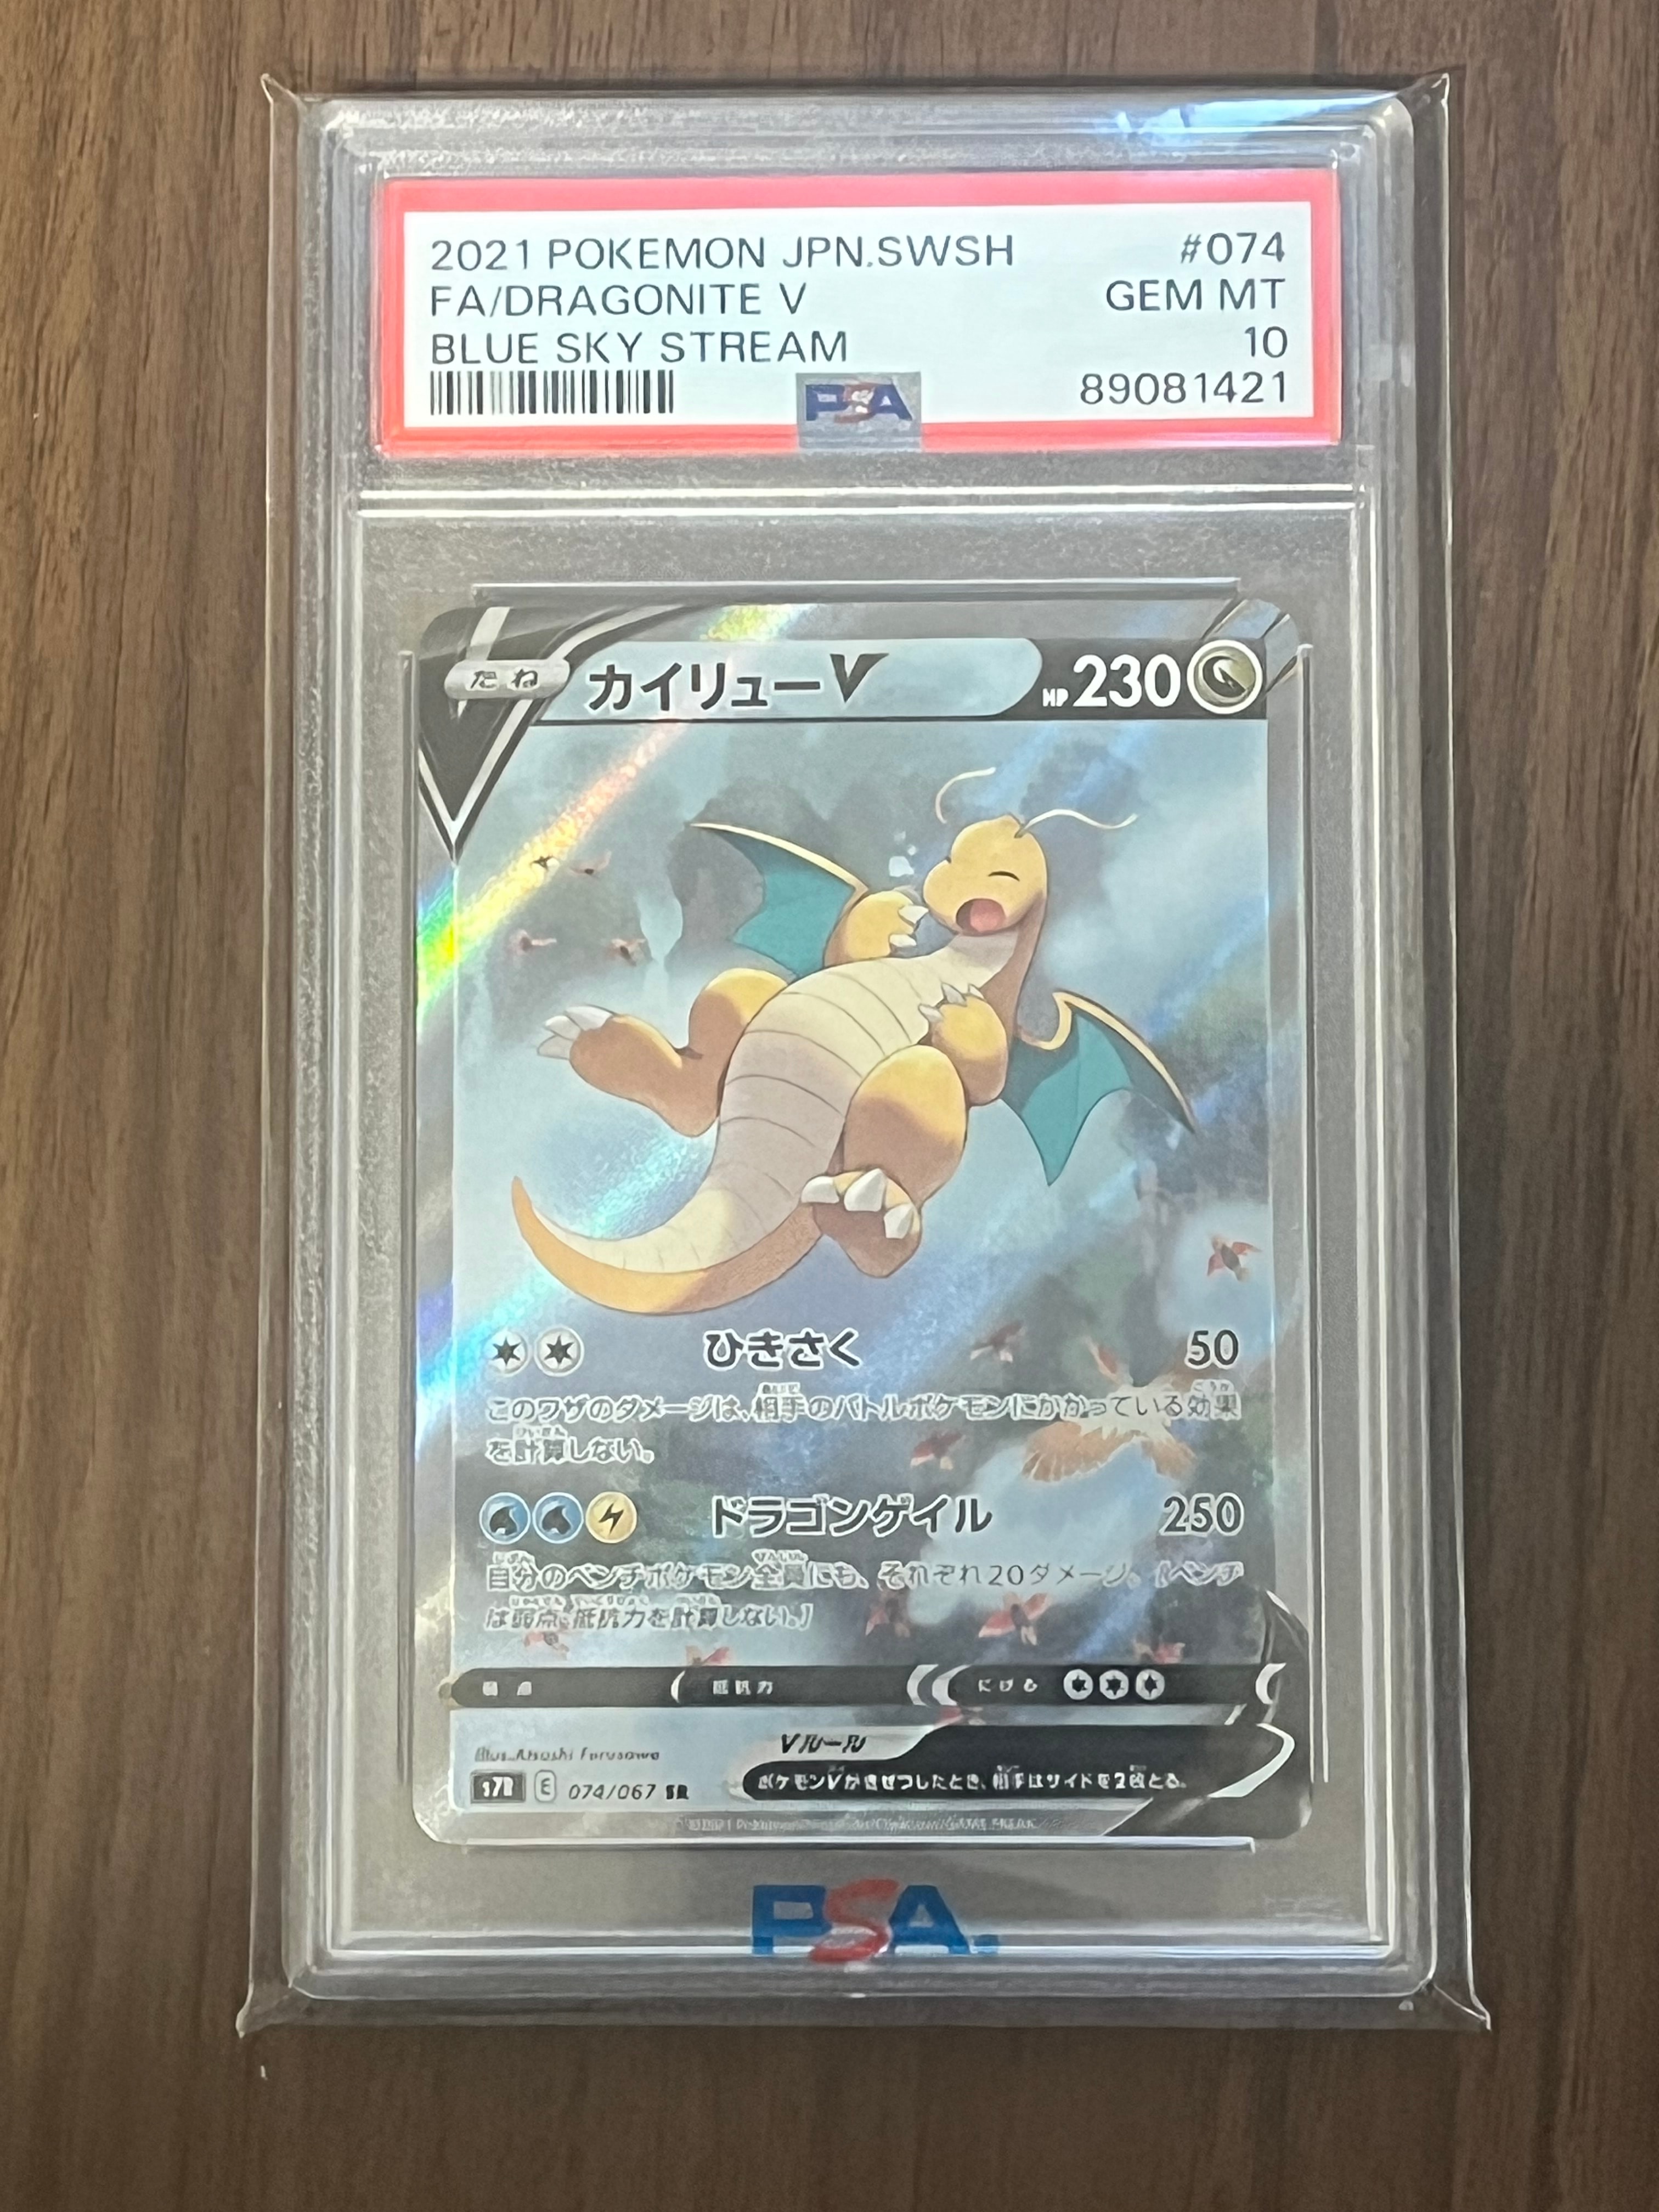 2021 POKEMON JPN.SWSH #074
FA/DRAGONITE V GEM MT
BLUE SKY STREAM 10
PSA 89081421
たね カイリューV HP230
ひきさく 50
このワザのダメージは、相手のバトルポケモンにかかっている効果
を計算しない。
ドラゴンゲイル 250
自分のベンチポケモン全員にも、それぞれ20ダメージ。[ベンチ
は弱点・抵抗力を計算しない。]
弱点 抵抗力 にげる
Vルール
ポケモンVがきぜつしたとき、相手はサイドを2枚とる。
E 074/067 SR
PSA